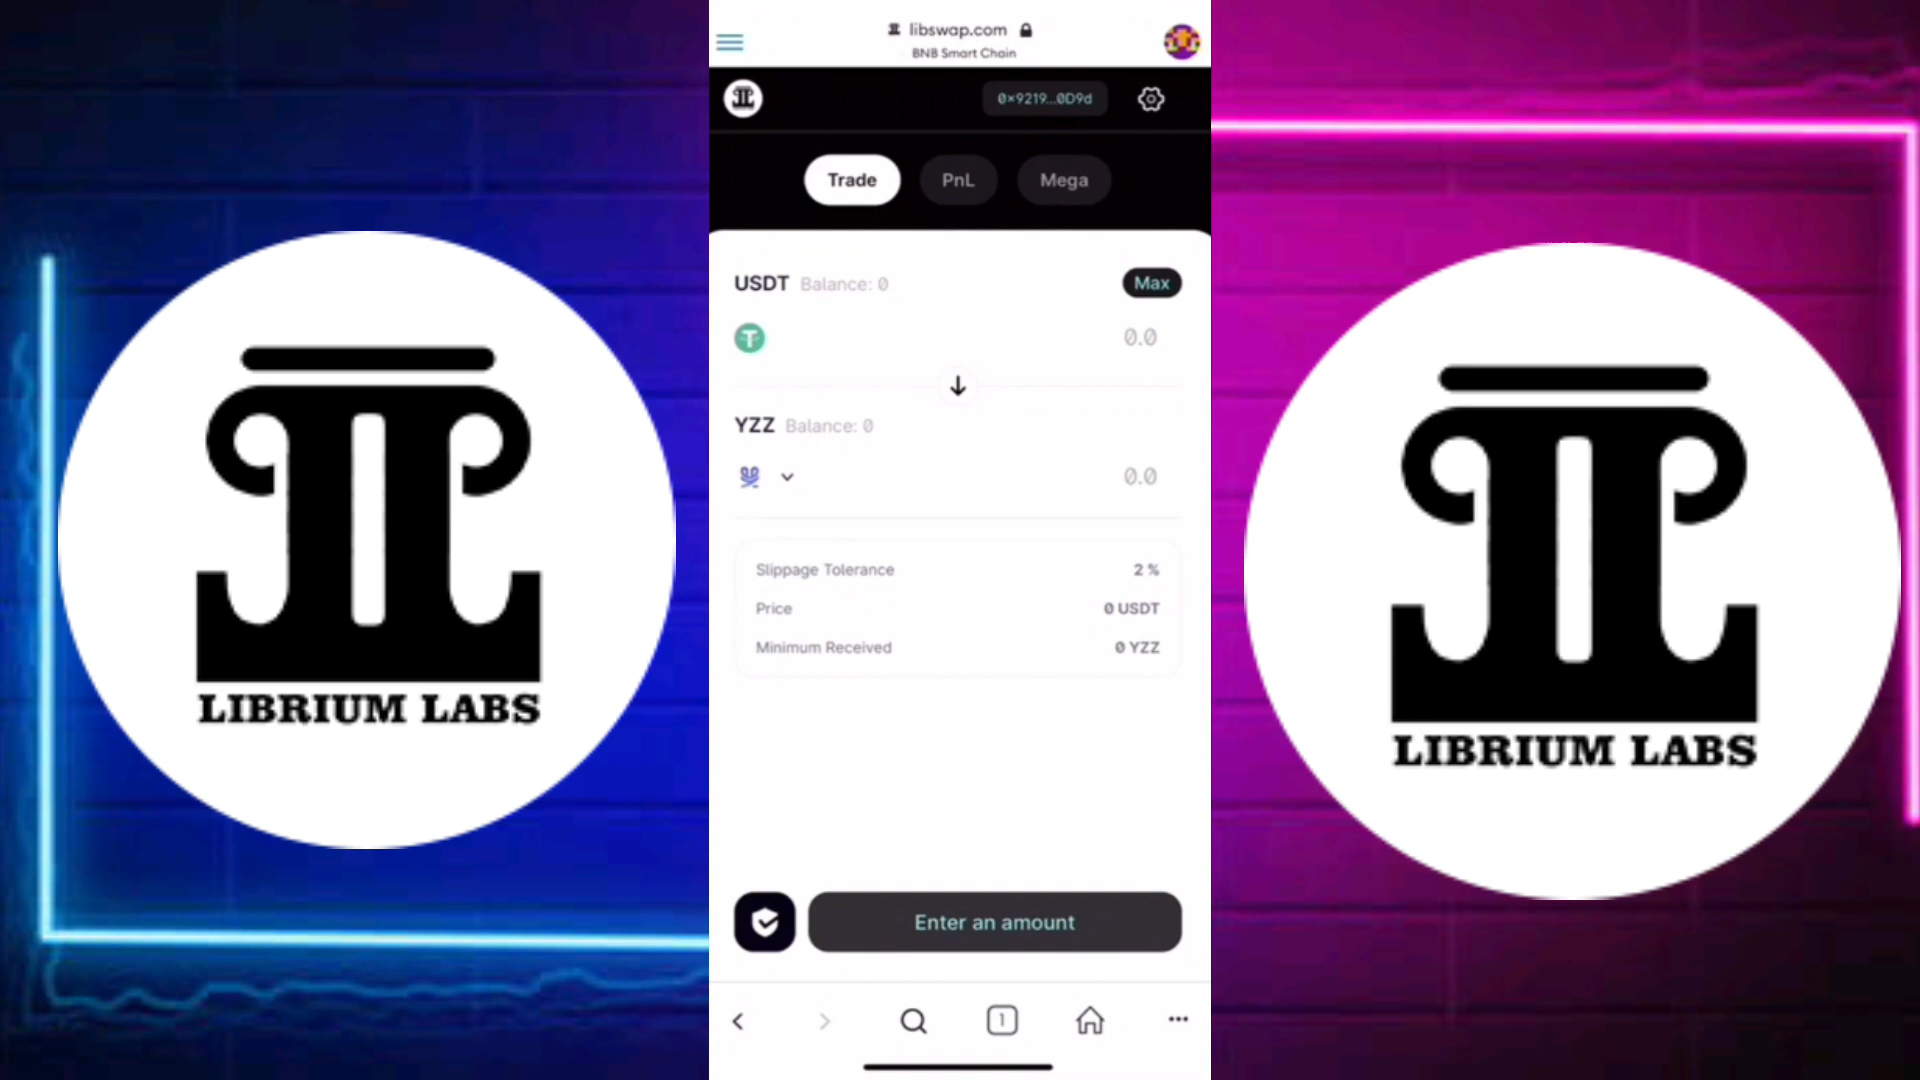 libswap.com
BNB Smart Chain
0x9219...0D9d
Trade PnL Mega
USDT Balance: 0 Max
0.0
YZZ Balance: 0
0.0
Slippage Tolerance 2 %
Price 0 USDT
Minimum Received 0 YZZ
Enter an amount
1
LIBRIUM LABS
LIBRIUM LABS